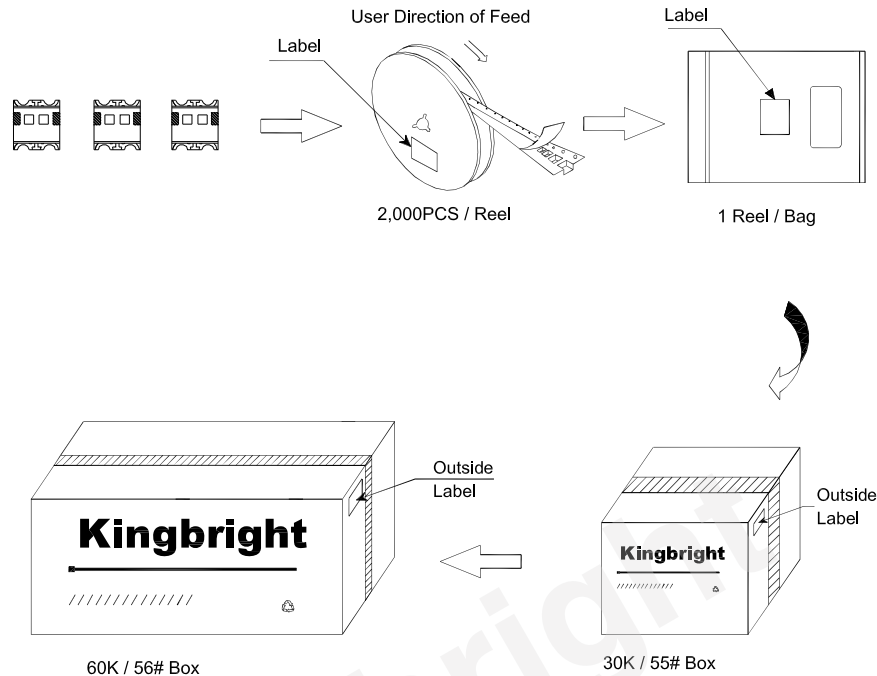 User Direction of Feed
Label
Label
Label
2,000PCS / Reel
1 Reel / Bag
Outside
Label
Kingbright
60K / 56# Box
Outside
Label
Kingbright
30K / 55# Box